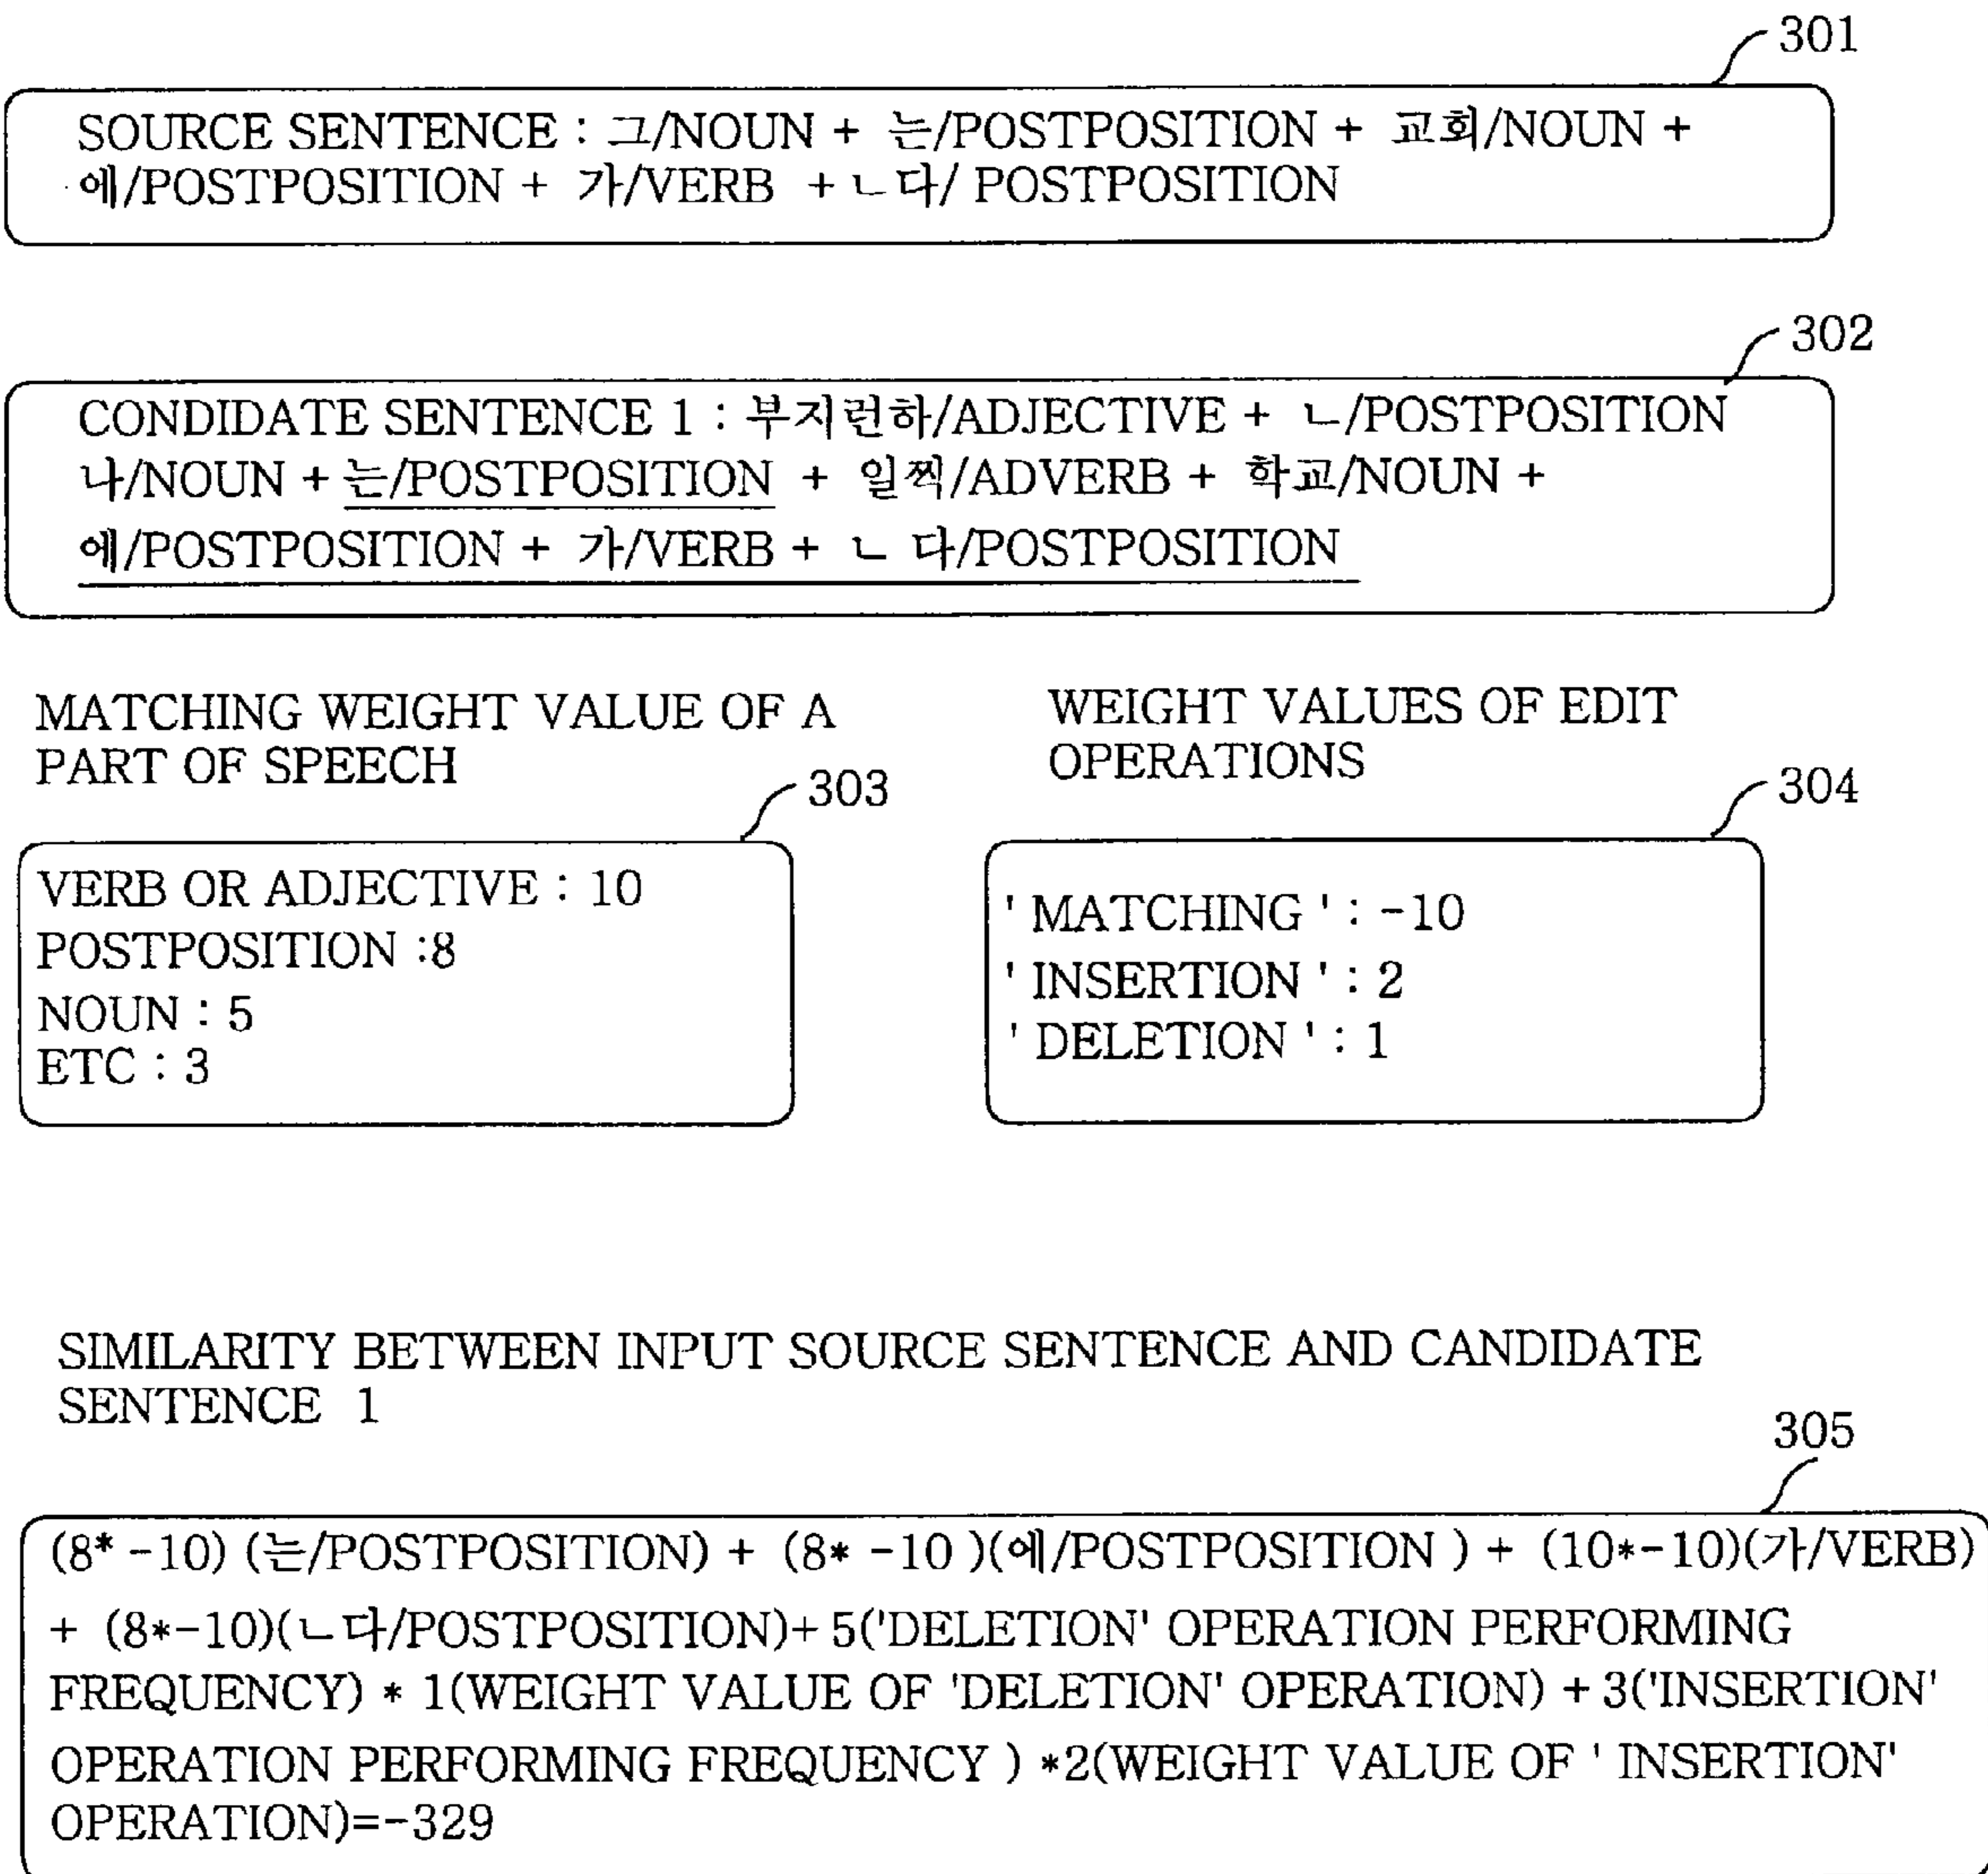 301
SOURCE SENTENCE : 그/NOUN + 는/POSTPOSITION + 교회/NOUN +
에/POSTPOSITION + 가/VERB +ㄴ다/ POSTPOSITION
302
CONDIDATE SENTENCE 1 : 부지런하/ADJECTIVE + ㄴ/POSTPOSITION
나/NOUN + 는/POSTPOSITION + 일찍/ADVERB + 학교/NOUN +
에/POSTPOSITION + 가/VERB + ㄴ 다/POSTPOSITION
MATCHING WEIGHT VALUE OF A
PART OF SPEECH
303
VERB OR ADJECTIVE : 10
POSTPOSITION :8
NOUN : 5
ETC : 3
WEIGHT VALUES OF EDIT
OPERATIONS
304
' MATCHING ' : -10
' INSERTION ' : 2
' DELETION ' : 1
SIMILARITY BETWEEN INPUT SOURCE SENTENCE AND CANDIDATE
SENTENCE 1
305
(8* -10) (는/POSTPOSITION) + (8* -10 )(에/POSTPOSITION ) + (10*-10)(가/VERB)
+ (8*-10)(ㄴ다/POSTPOSITION)+ 5('DELETION' OPERATION PERFORMING
FREQUENCY) * 1(WEIGHT VALUE OF 'DELETION' OPERATION) + 3('INSERTION'
OPERATION PERFORMING FREQUENCY ) *2(WEIGHT VALUE OF ' INSERTION'
OPERATION)=-329